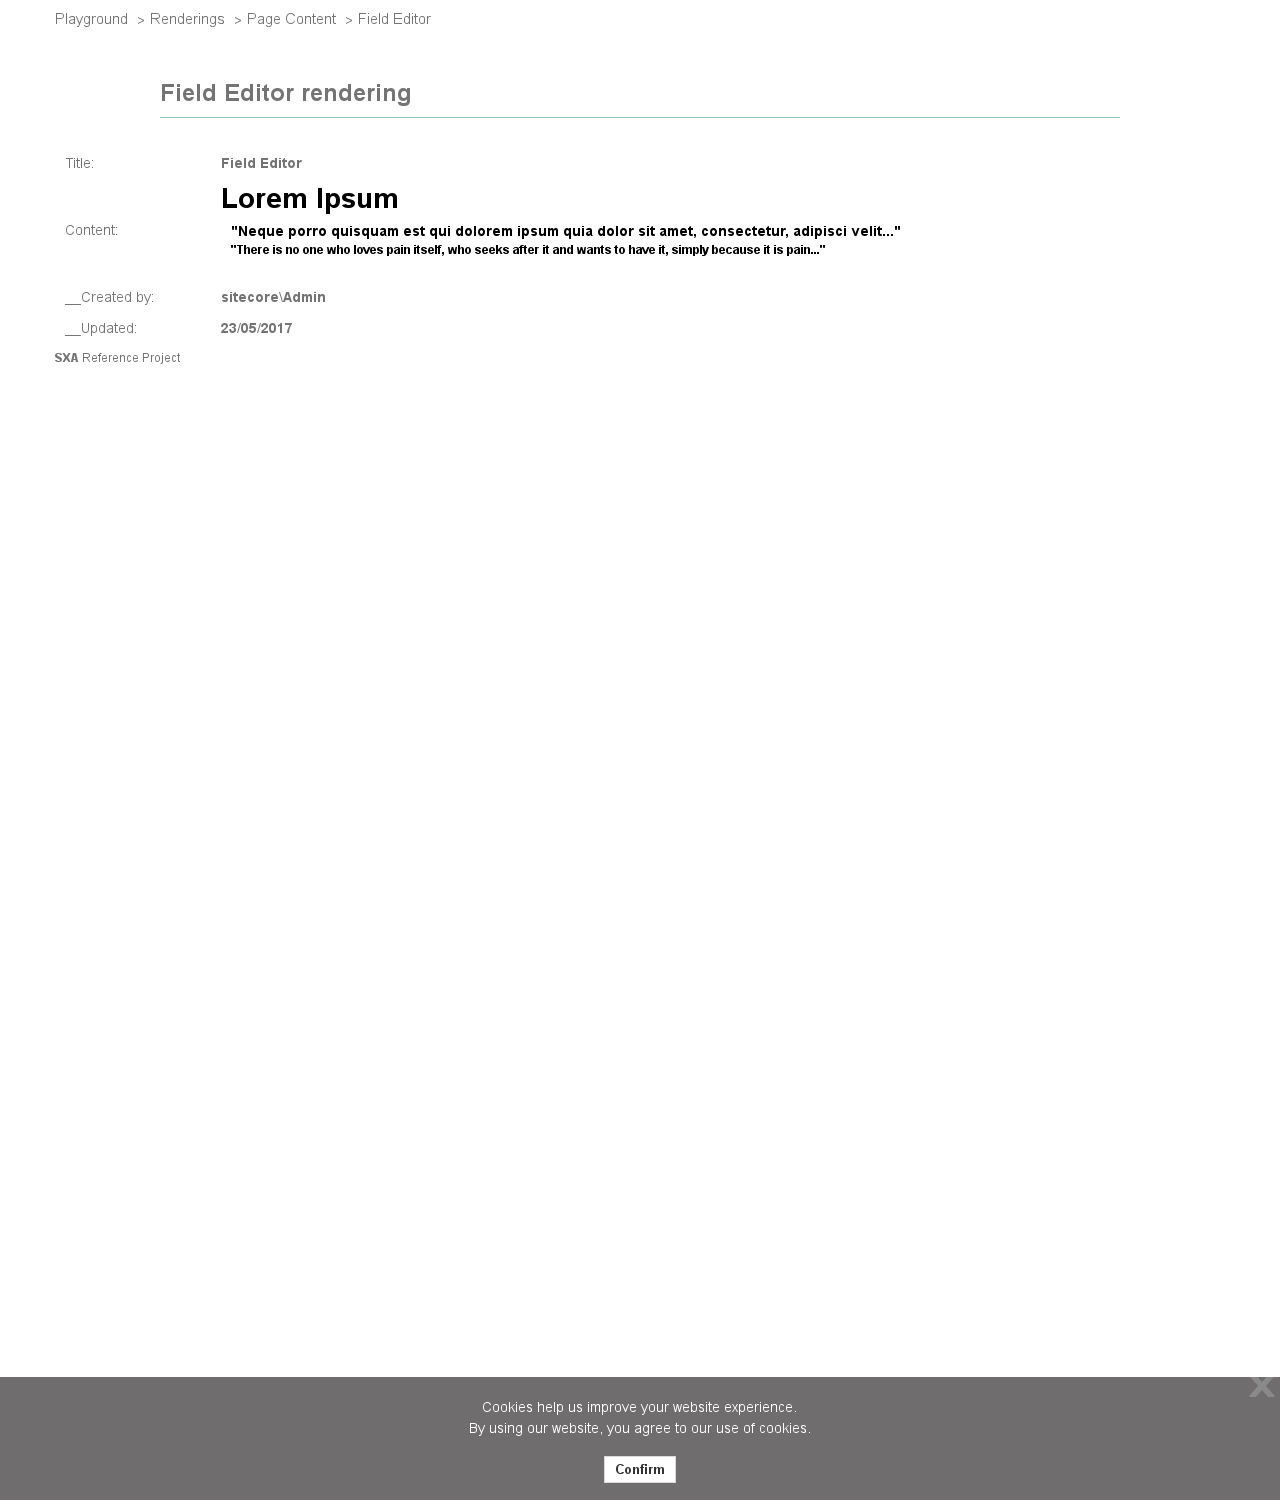 Playground > Renderings > Page Content > Field Editor
Field Editor rendering
Title: Field Editor
Lorem Ipsum
Content: "Neque porro quisquam est qui dolorem ipsum quia dolor sit amet, consectetur, adipisci velit..."
"There is no one who loves pain itself, who seeks after it and wants to have it, simply because it is pain..."
__Created by: sitecore\Admin
__Updated: 23/05/2017
SXA Reference Project
X
Cookies help us improve your website experience.
By using our website, you agree to our use of cookies.
Confirm